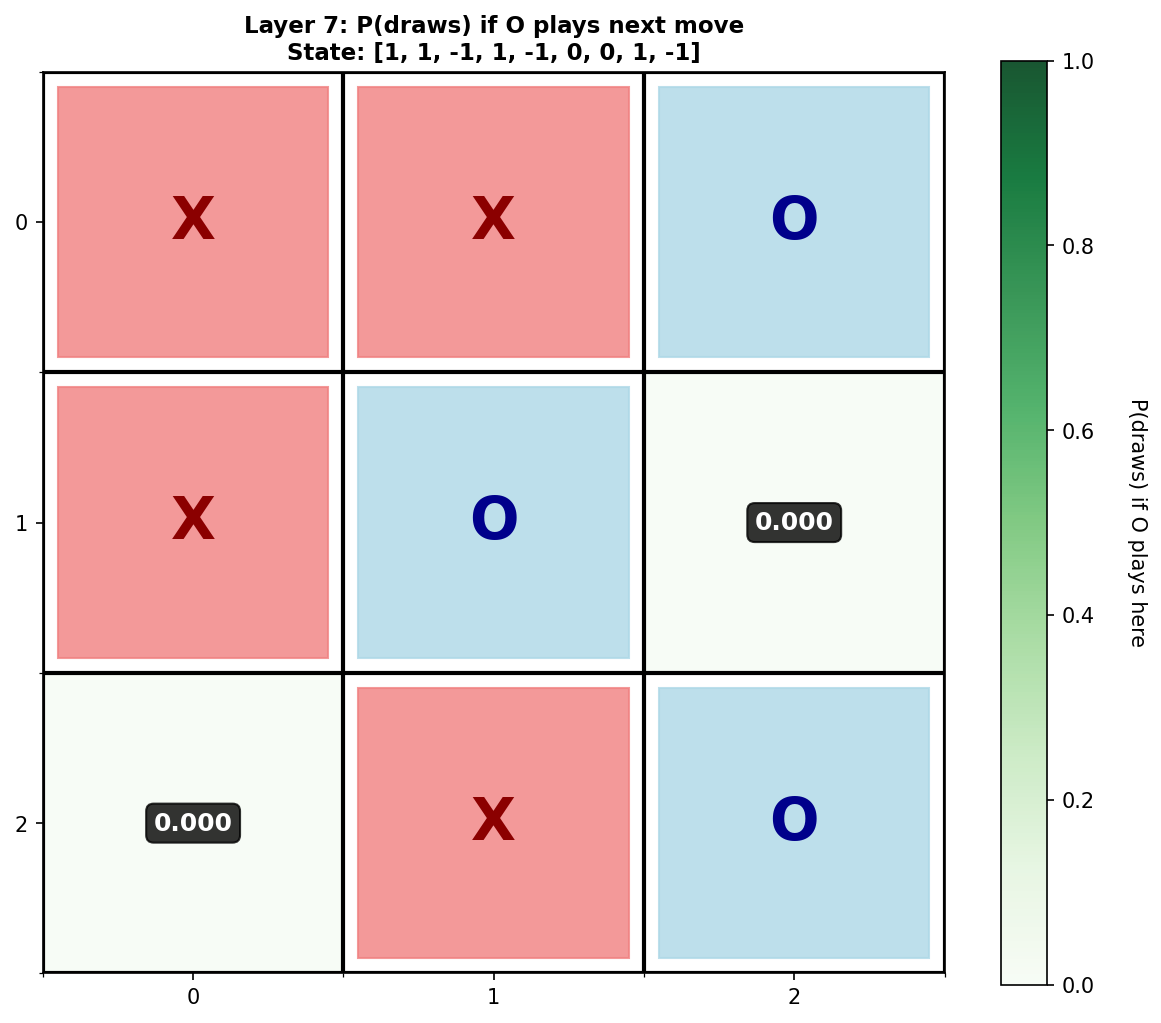 Layer 7: P(draws) if O plays next move
State: [1, 1, -1, 1, -1, 0, 0, 1, -1]
0
X
X
O
1
X
O
0.000
2
0.000
X
O
0
1
2
1.0
0.8
0.6
0.4
0.2
0.0
P(draws) if O plays here